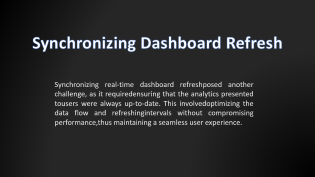 Synchronizing Dashboard Refresh
Synchronizing real-time dashboard refreshposed another
challenge, as it requiredensuring that the analytics presented
tousers were always up-to-date. This involvedoptimizing the
data flow and refreshingintervals without compromising
performance,thus maintaining a seamless user experience.